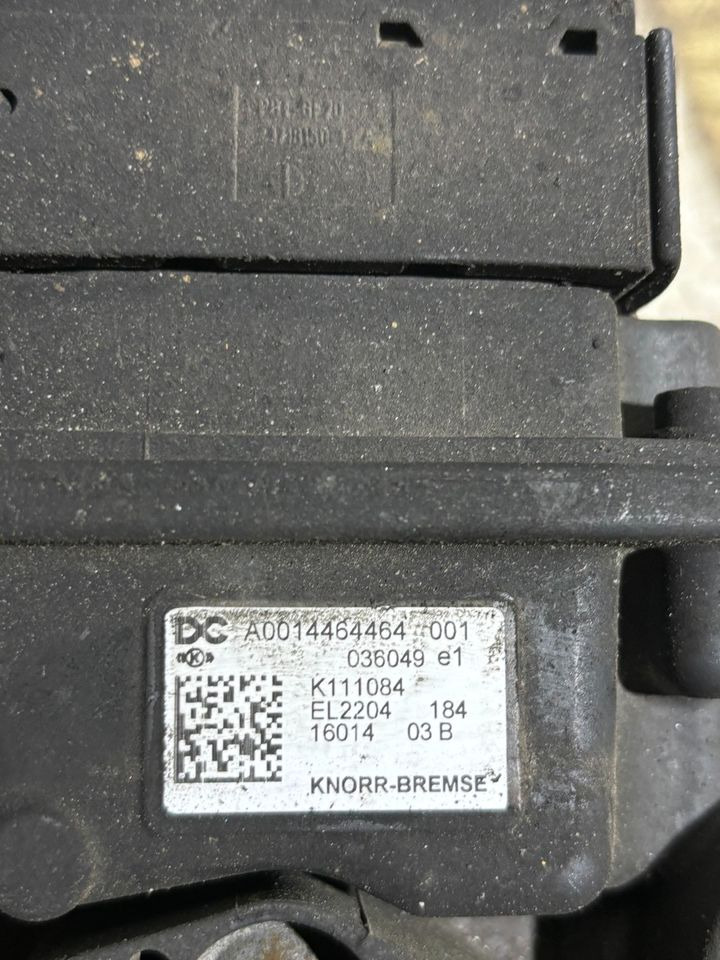 DC A0014464464 001
036049 e1
K
K111084
EL2204 184
16014 03 B
KNORR-BREMSE
D